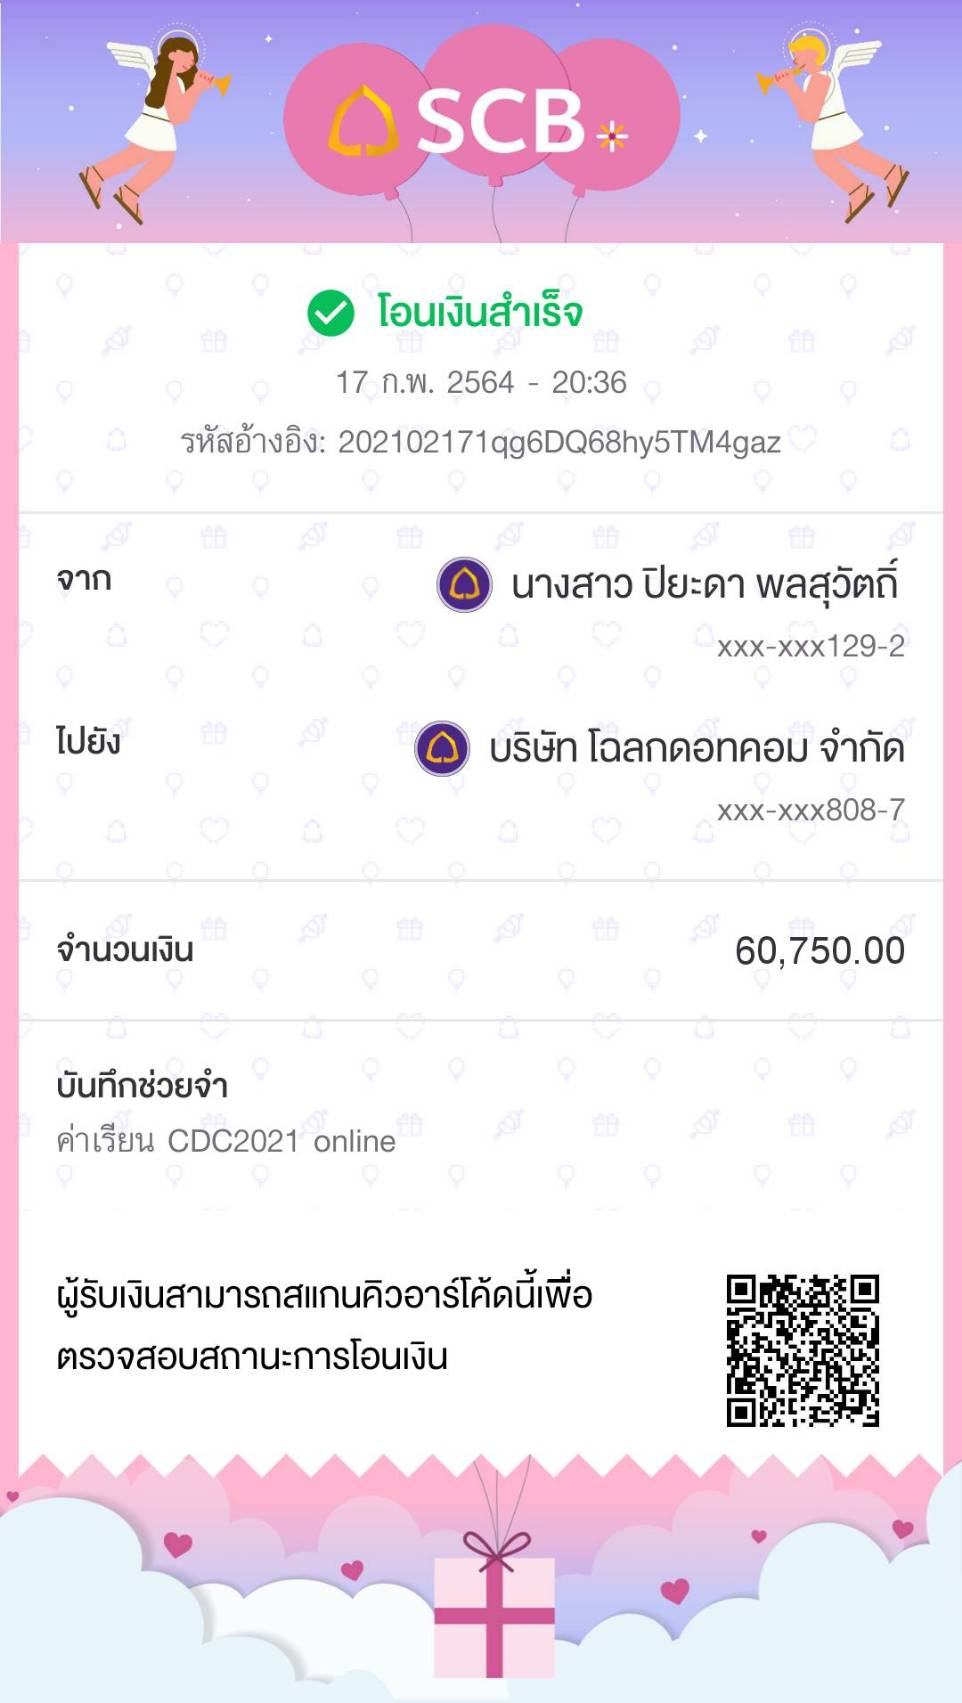 SCB
โอนเงินสำเร็จ
17 ก.พ. 2564 - 20:36
รหัสอ้างอิง: 202102171qg6DQ68hy5TM4gaz
จาก
นางสาว ปิยะดา พลสุวัตถิ์
xxx-xxx129-2
ไปยัง
บริษัท โฉลกดอทคอม จำกัด
xxx-xxx808-7
จำนวนเงิน
60,750.00
บันทึกช่วยจำ
ค่าเรียน CDC2021 online
ผู้รับเงินสามารถสแกนคิวอาร์โค้ดนี้เพื่อ
ตรวจสอบสถานะการโอนเงิน